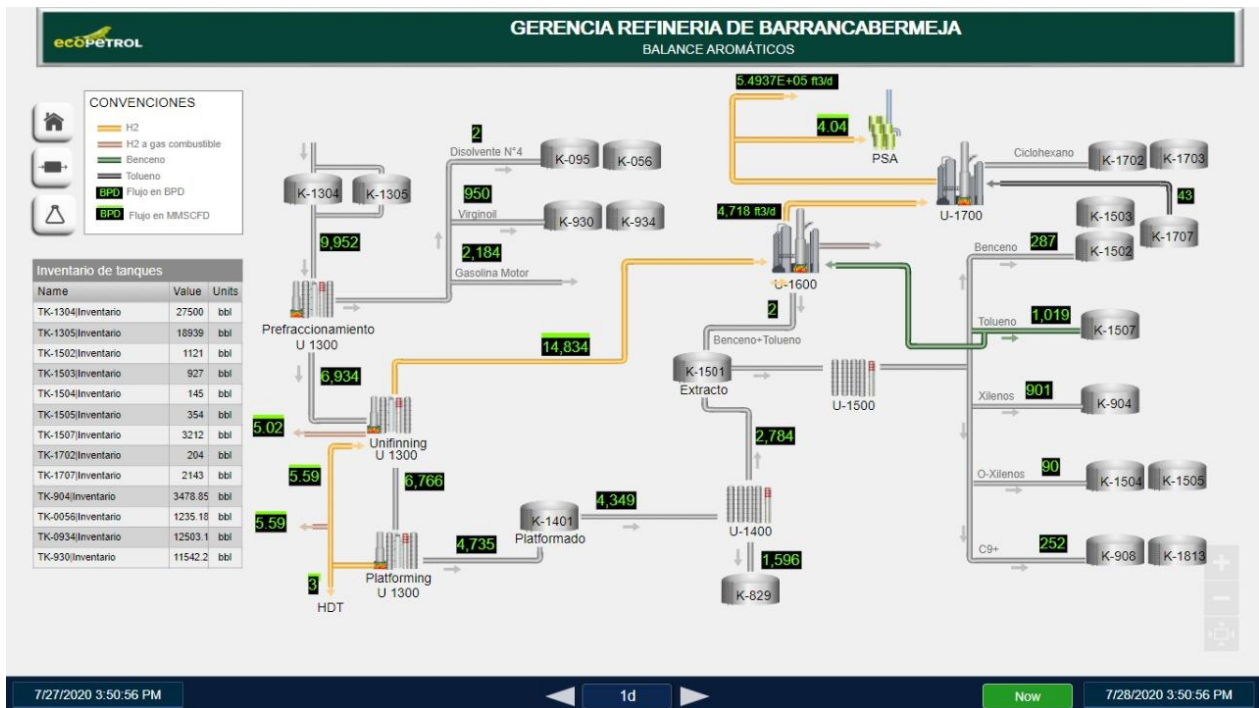 ecoPETROL
GERENCIA REFINERIA DE BARRANCABERMEJA
BALANCE AROMÁTICOS
CONVENCIONES
H2
H2 a gas combustible
Benceno
Tolueno
BPD Flujo en BPD
BPD Flujo en MMSCFD
Inventario de tanques
Name Value Units
TK-1304|Inventario 27500 bbl
TK-1305|Inventario 18939 bbl
TK-1502|Inventario 1121 bbl
TK-1503|Inventario 927 bbl
TK-1504|Inventario 145 bbl
TK-1505|Inventario 354 bbl
TK-1507|Inventario 3212 bbl
TK-1702|Inventario 204 bbl
TK-1707|Inventario 2143 bbl
TK-904|Inventario 3478.85 bbl
TK-0056|Inventario 1235.18 bbl
TK-0934|Inventario 12503.1 bbl
TK-930|Inventario 11542.2 bbl
K-1304 K-1305
9,952
Prefraccionamiento
U 1300
6,934
2
Disolvente N°4
K-095 K-056
950
Virginoil
K-930 K-934
2,184
Gasolina Motor
14,834
5.02
Unifinning
U 1300
5.59
6,766
5.59
Platforming
U 1300
3
HDT
4,735
K-1401
Platformado
4,349
U-1400
1,596
K-829
2,784
K-1501
Extracto
Benceno+Tolueno
2
U-1600
4,718 ft3/d
5.4937E+05 ft3/d
4.04
PSA
U-1700
Ciclohexano
K-1702 K-1703
43
K-1707
K-1503
Benceno 287
K-1502
U-1500
Tolueno 1,019
K-1507
Xilenos 901
K-904
O-Xilenos 90
K-1504 K-1505
C9+ 252
K-908 K-1813
7/27/2020 3:50:56 PM
1d
Now
7/28/2020 3:50:56 PM